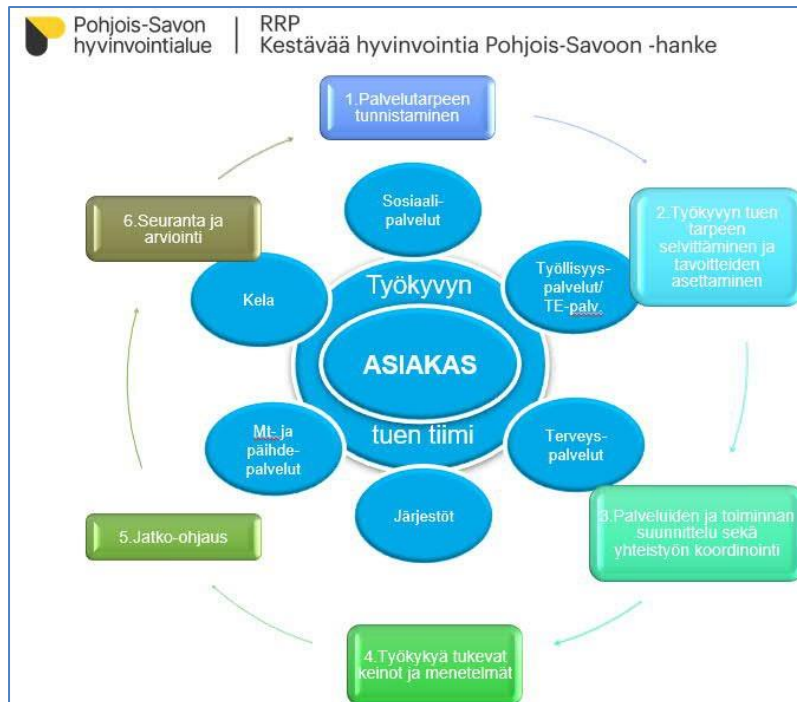 Pohjois-Savon
hyvinvointialue
RRP
Kestävää hyvinvointia Pohjois-Savoon -hanke
1.Palvelutarpeen
tunnistaminen
2.Työkyvyn tuen
tarpeen
selvittäminen ja
tavoitteiden
asettaminen
3.Palveluiden ja toiminnan
suunnittelu sekä
yhteistyön koordinointi
4.Työkykyä tukevat
keinot ja menetelmät
5.Jatko-ohjaus
6.Seuranta ja
arviointi
Sosiaali-
palvelut
Työllisyys-
palvelut/
TE-palv.
Terveys-
palvelut
Järjestöt
Mt- ja
päihde-
palvelut
Kela
Työkyvyn
ASIAKAS
tuen tiimi